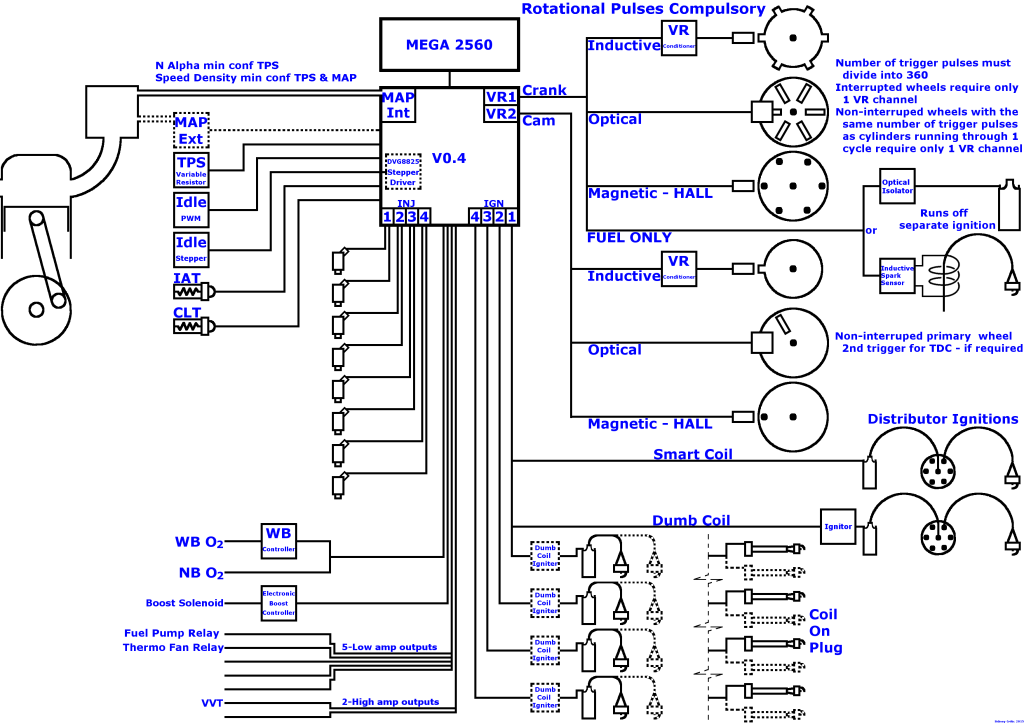 Rotational Pulses Compulsory
MEGA 2560
VR
Conditioner
Inductive
N Alpha min conf TPS
Speed Density min conf TPS & MAP
Number of trigger pulses must
divide into 360
Interrupted wheels require only
1 VR channel
Non-interruped wheels with the
same number of trigger pulses
as cylinders running through 1
cycle require only 1 VR channel
MAP
Int
VR1
VR2
Crank
Cam
Optical
MAP
Ext
TPS
Variable
Resistor
DVG8825
Stepper
Driver
V0.4
Idle
PWM
Magnetic - HALL
Optical
Isolator
Runs off
separate ignition
INJ
IGN
1 2 3 4
4 3 2 1
FUEL ONLY
or
Idle
Stepper
VR
Conditioner
Inductive
Inductive
Spark
Sensor
IAT
CLT
Optical
Non-interruped primary wheel
2nd trigger for TDC - if required
Magnetic - HALL
Distributor Ignitions
Smart Coil
Dumb Coil
Ignitor
WB O2
WB
Controller
NB O2
Dumb
Coil
Igniter
Boost Solenoid
Electronic
Boost
Controller
Dumb
Coil
Igniter
Coil
On
Plug
Fuel Pump Relay
Thermo Fan Relay
5-Low amp outputs
Dumb
Coil
Igniter
VVT
2-High amp outputs
Dumb
Coil
Igniter